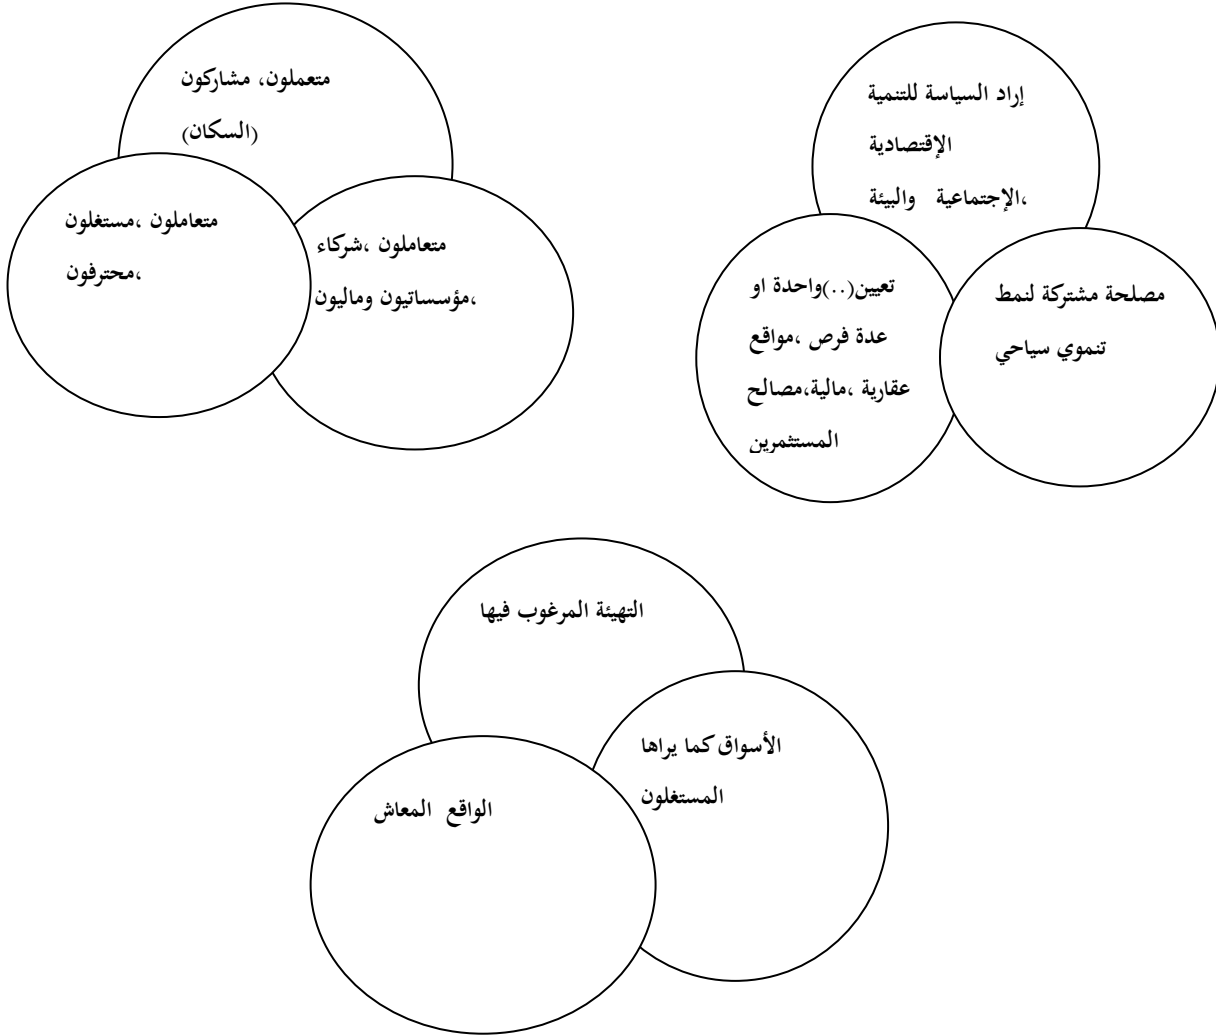 متعملون، مشاركون
(السكان)
متعاملون ،مستغلون
،محترفون
متعاملون ،شركاء
،مؤسساتيون وماليون
إراد السياسة للتنمية
الإقتصادية
،الإجتماعية والبيئة
تعيين(..)واحدة او
عدة فرص ،مواقع
عقارية ،مالية،مصالح
المستثمرين
مصلحة مشتركة لنمط
تنموي سياحي
التهيئة المرغوب فيها
الأسواق كما يراها
المستغلون
الواقع المعاش